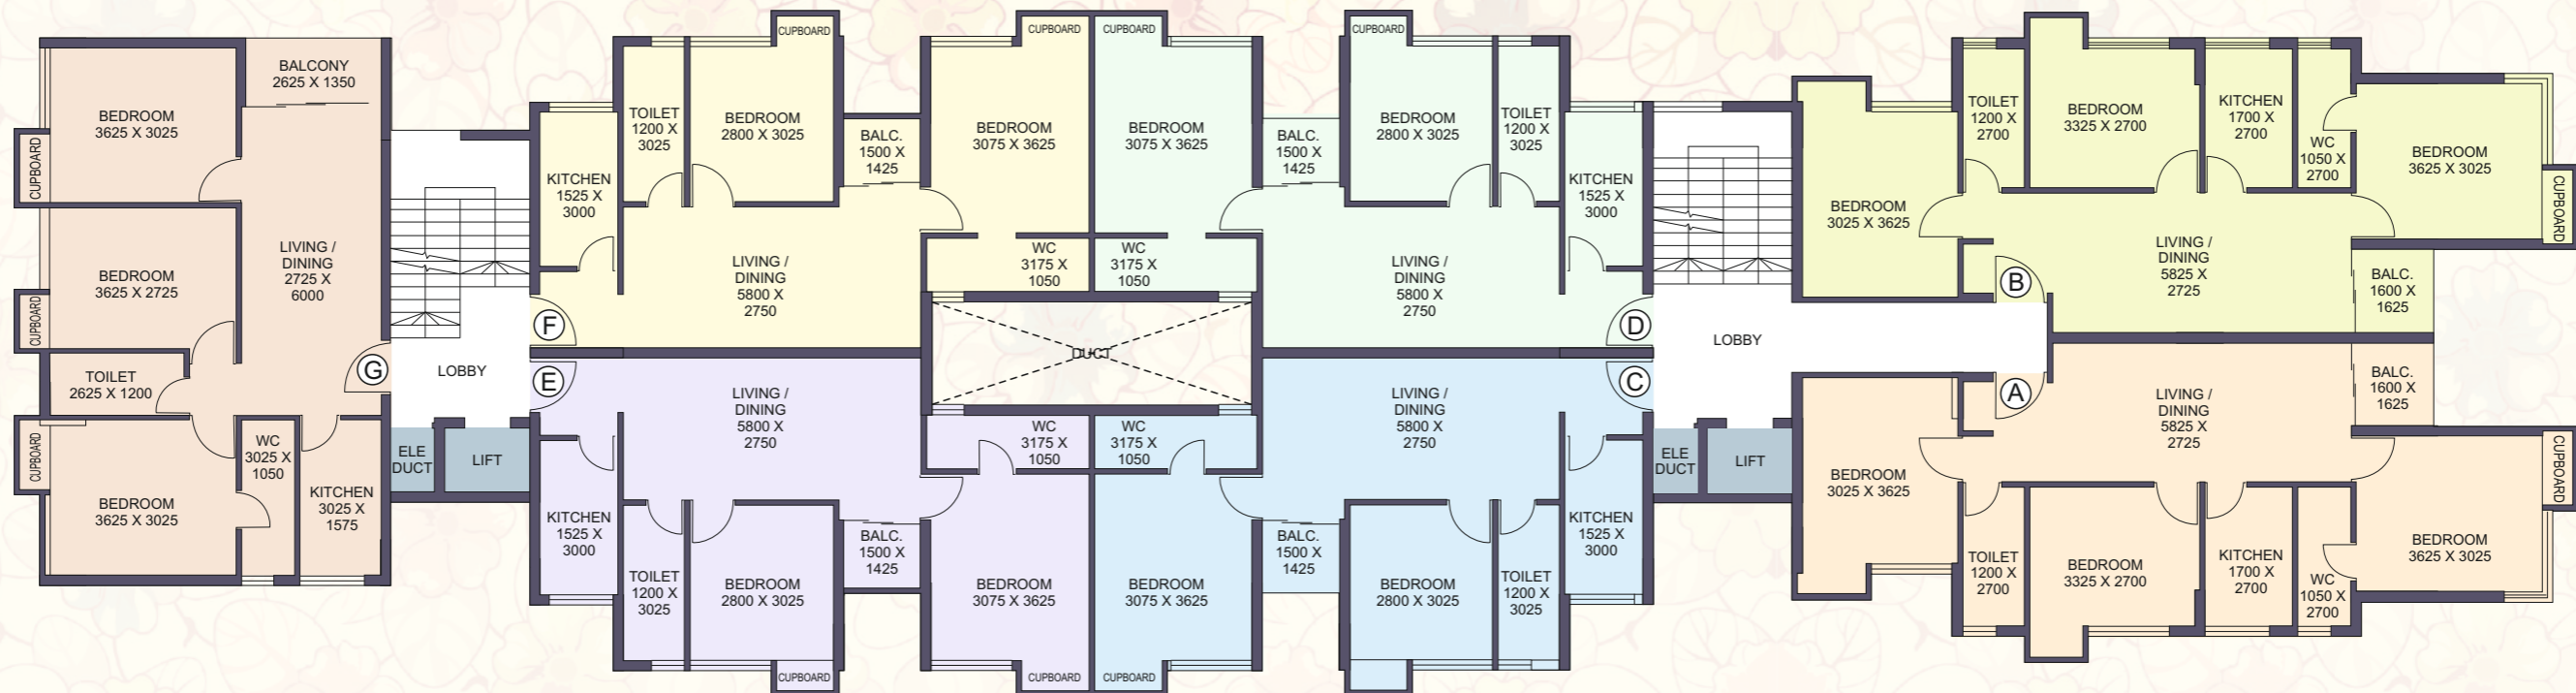 BALCONY
2625 X 1350
BEDROOM
3625 X 3025
CUPBOARD
BEDROOM
3625 X 2725
CUPBOARD
LIVING /
DINING
2725 X
6000
TOILET
2625 X 1200
G
CUPBOARD
BEDROOM
3625 X 3025
WC
3025 X
1050
KITCHEN
3025 X
1575
LOBBY
ELE
DUCT
LIFT
CUPBOARD
TOILET
1200 X
3025
BEDROOM
2800 X 3025
KITCHEN
1525 X
3000
BALC.
1500 X
1425
CUPBOARD
BEDROOM
3075 X 3625
WC
3175 X
1050
LIVING /
DINING
5800 X
2750
F
CUPBOARD
BEDROOM
3075 X 3625
WC
3175 X
1050
BALC.
1500 X
1425
CUPBOARD
BEDROOM
2800 X 3025
TOILET
1200 X
3025
KITCHEN
1525 X
3000
LIVING /
DINING
5800 X
2750
D
DUCT
E
LIVING /
DINING
5800 X
2750
WC
3175 X
1050
KITCHEN
1525 X
3000
TOILET
1200 X
3025
BEDROOM
2800 X 3025
CUPBOARD
BALC.
1500 X
1425
BEDROOM
3075 X 3625
CUPBOARD
C
LIVING /
DINING
5800 X
2750
WC
3175 X
1050
BEDROOM
3075 X 3625
CUPBOARD
BALC.
1500 X
1425
BEDROOM
2800 X 3025
TOILET
1200 X
3025
KITCHEN
1525 X
3000
LOBBY
ELE
DUCT
LIFT
BEDROOM
3025 X 3625
TOILET
1200 X
2700
BEDROOM
3325 X 2700
KITCHEN
1700 X
2700
WC
1050 X
2700
BEDROOM
3625 X 3025
CUPBOARD
LIVING /
DINING
5825 X
2725
B
BALC.
1600 X
1625
A
LIVING /
DINING
5825 X
2725
BALC.
1600 X
1625
BEDROOM
3025 X 3625
TOILET
1200 X
2700
BEDROOM
3325 X 2700
KITCHEN
1700 X
2700
WC
1050 X
2700
BEDROOM
3625 X 3025
CUPBOARD